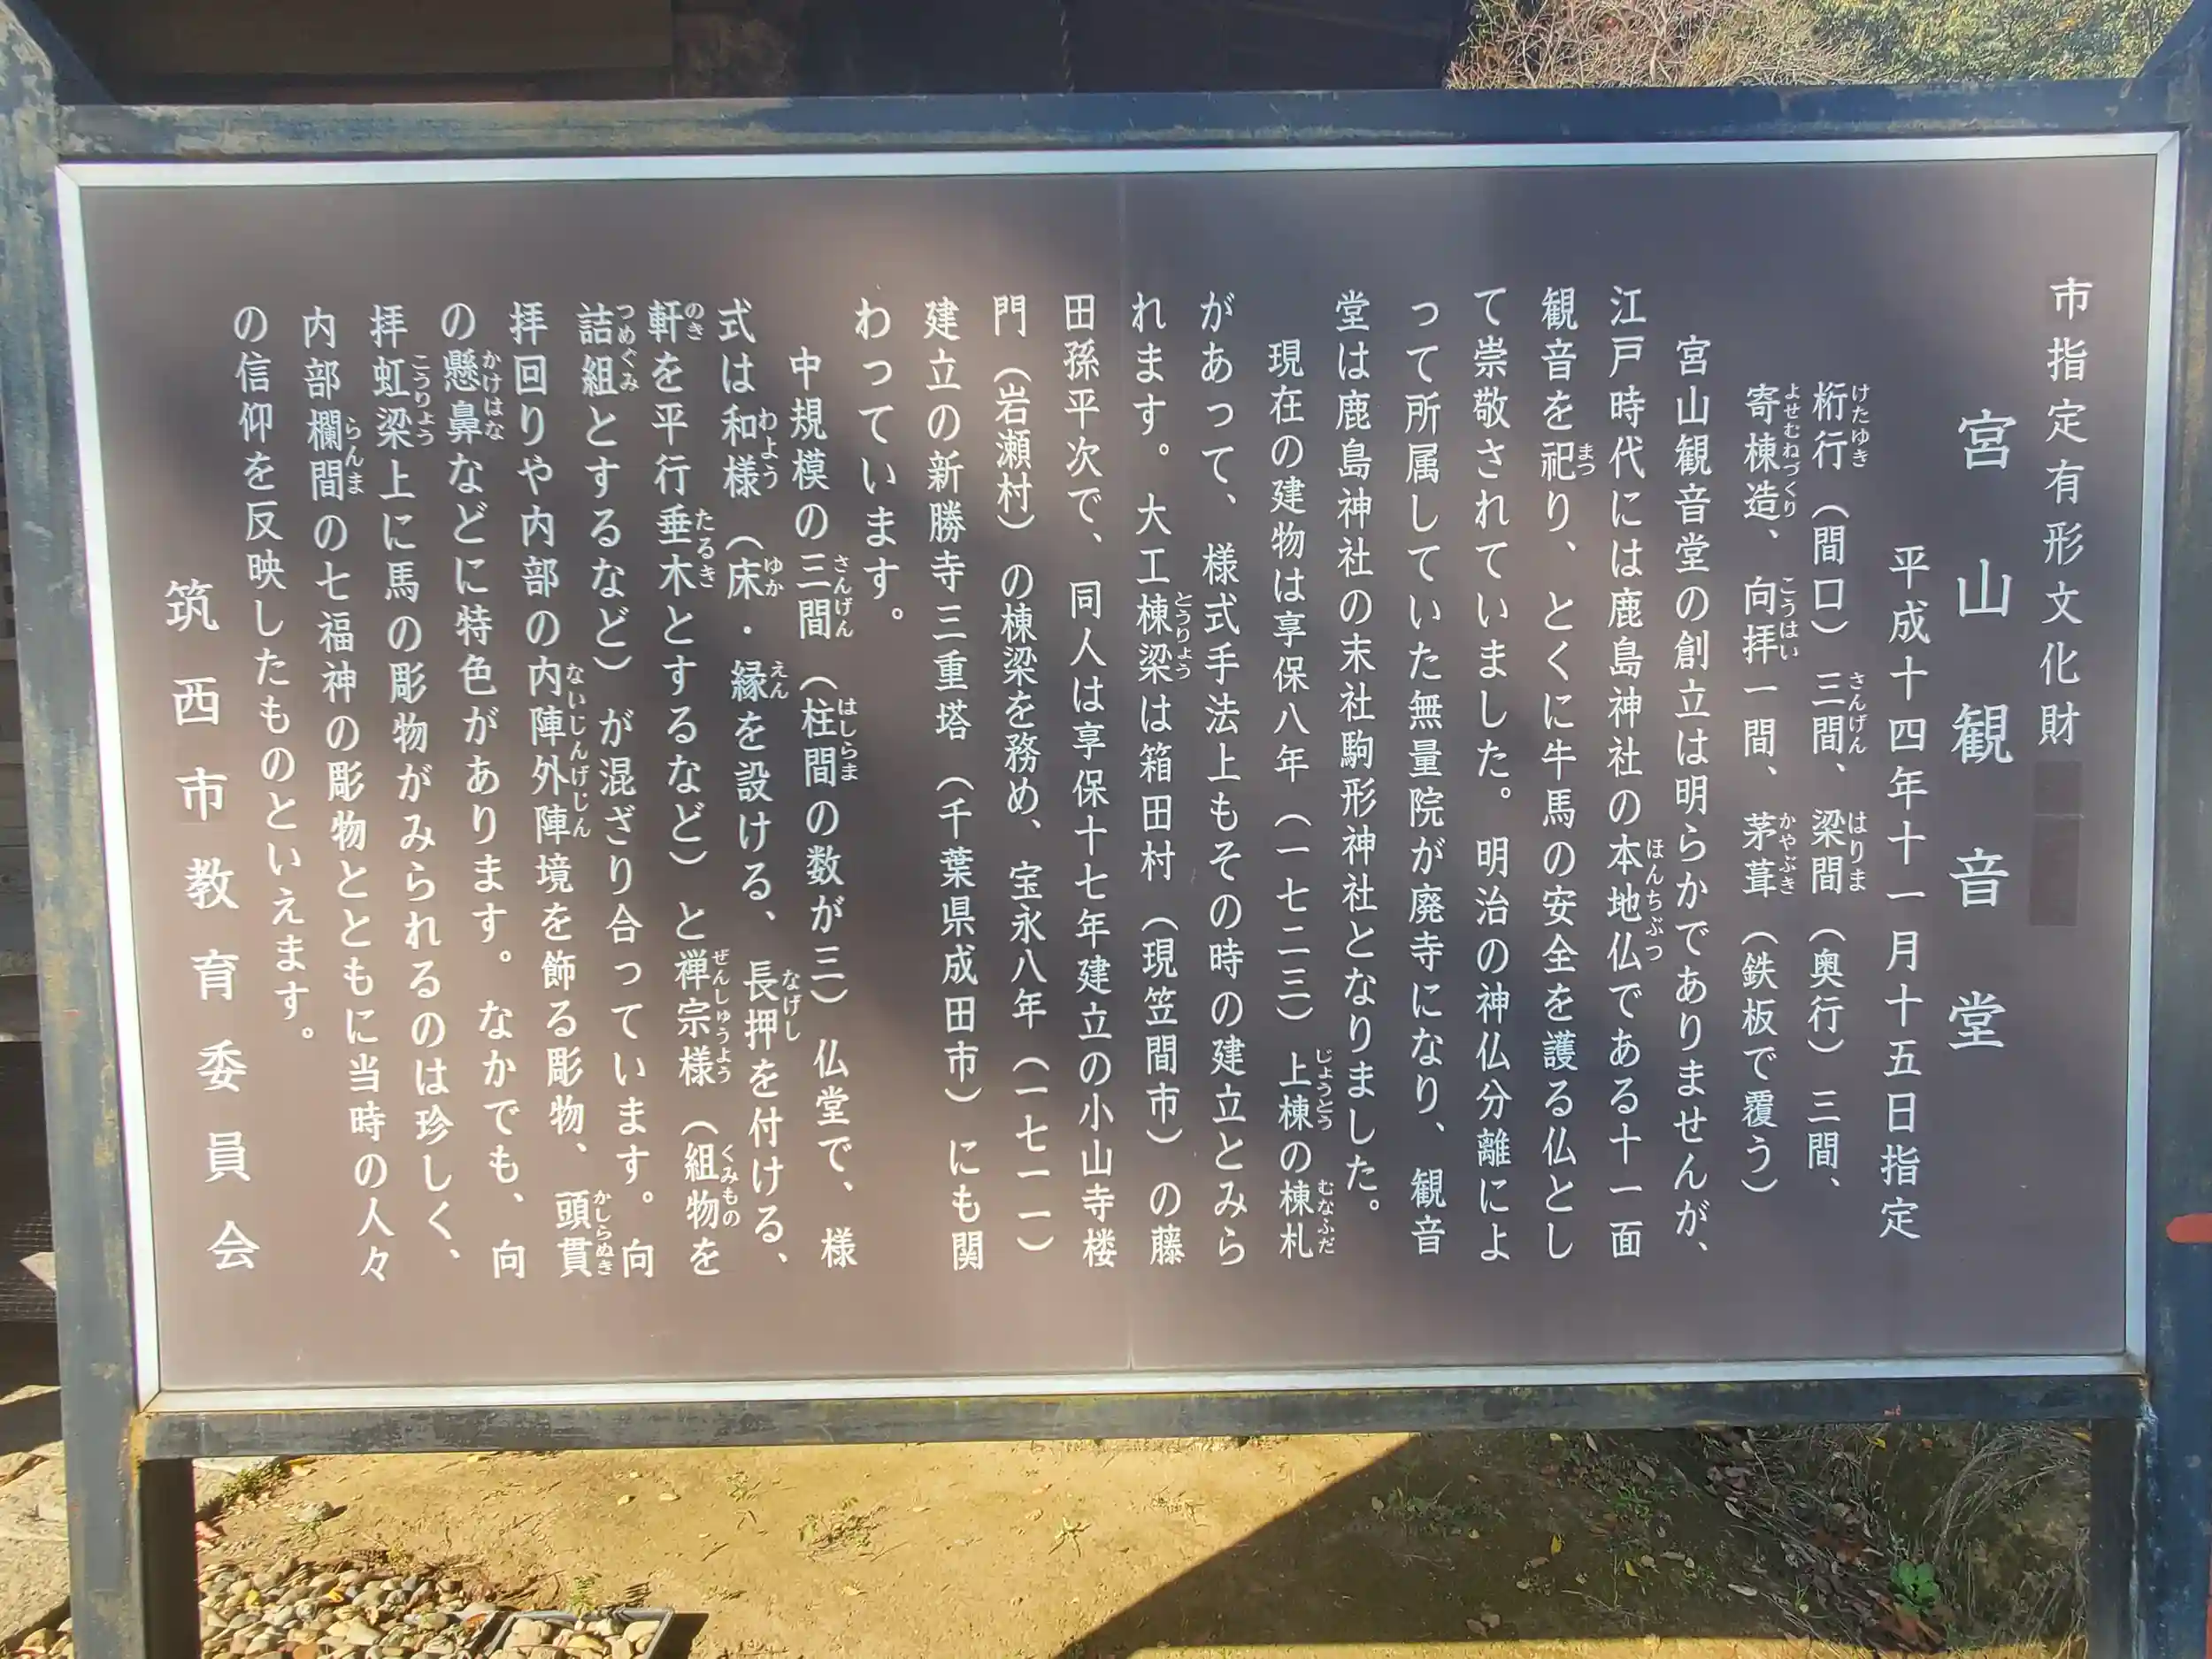 市指定有形文化財
宮山観音堂
平成十四年十一月十五日指定
桁行（間口）三間、梁間（奥行）三間、
寄棟造、向拝一間、茅葺（鉄板で覆う）
宮山観音堂の創立は明らかでありませんが、
江戸時代には鹿島神社の本地仏である十一面
観音を祀り、とくに牛馬の安全を護る仏とし
て崇敬されていました。明治の神仏分離によ
って所属していた無量院が廃寺になり、観音
堂は鹿島神社の末社駒形神社となりました。
現在の建物は享保八年（一七二三）上棟の棟札
があって、様式手法上もその時の建立とみら
れます。大工棟梁は箱田村（現笠間市）の藤
田孫平次で、同人は享保十七年建立の小山寺楼
門（岩瀬村）の棟梁を務め、宝永八年（一七一一）
建立の新勝寺三重塔（千葉県成田市）にも関
わっています。
中規模の三間（柱間の数が三）仏堂で、様
式は和様（床・縁を設ける、長押を付ける、
軒を平行垂木とするなど）と禅宗様（組物を
詰組とするなど）が混ざり合っています。向
拝回りや内部の内陣外陣境を飾る彫物、頭貫
の懸鼻などに特色があります。なかでも、向
拝虹梁上に馬の彫物がみられるのは珍しく、
内部欄間の七福神の彫物とともに当時の人々
の信仰を反映したものといえます。
筑西市教育委員会